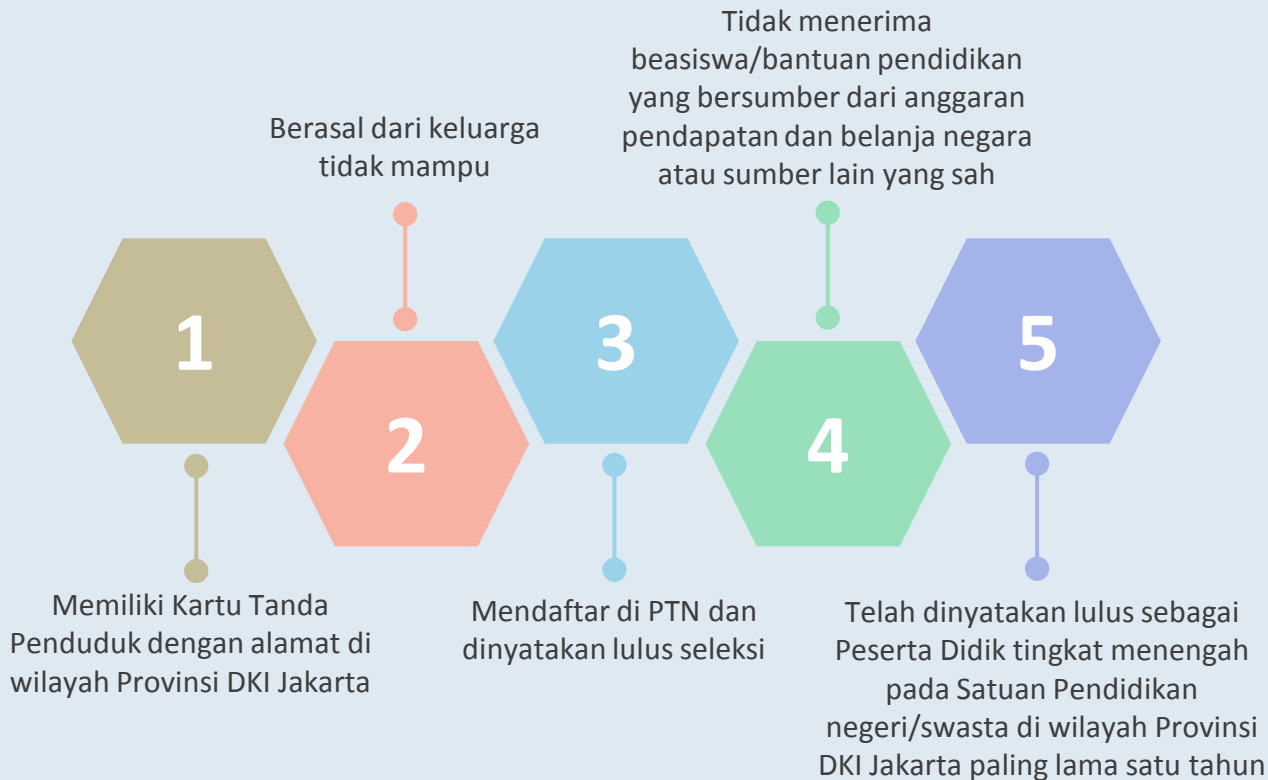 1
Memiliki Kartu Tanda
Penduduk dengan alamat di
wilayah Provinsi DKI Jakarta
Berasal dari keluarga
tidak mampu
2
3
Mendaftar di PTN dan
dinyatakan lulus seleksi
Tidak menerima
beasiswa/bantuan pendidikan
yang bersumber dari anggaran
pendapatan dan belanja negara
atau sumber lain yang sah
4
5
Telah dinyatakan lulus sebagai
Peserta Didik tingkat menengah
pada Satuan Pendidikan
negeri/swasta di wilayah Provinsi
DKI Jakarta paling lama satu tahun